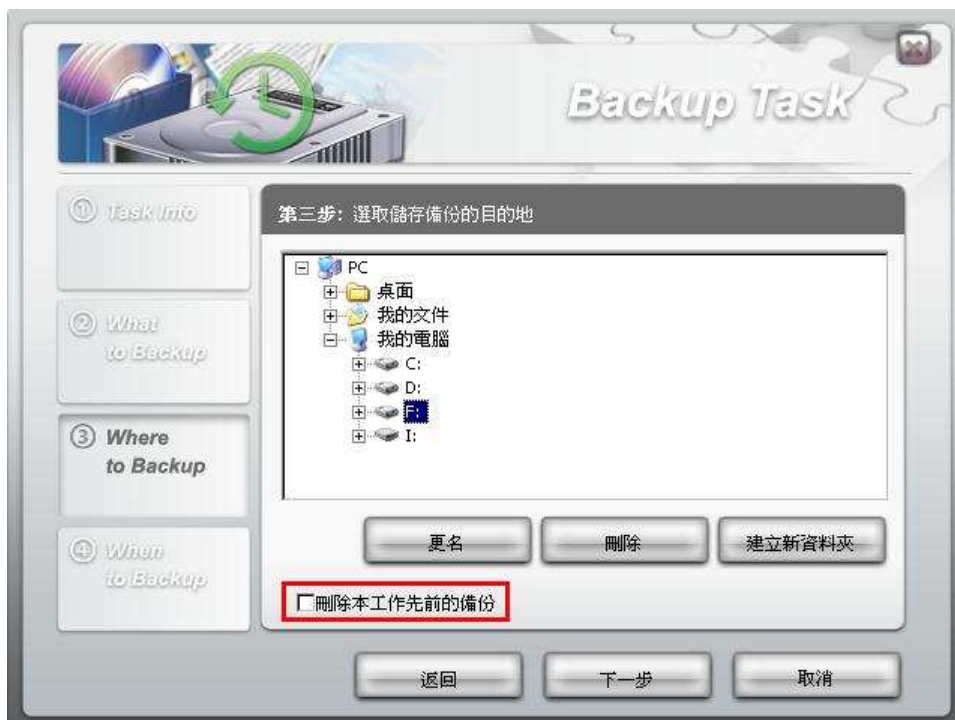 Backup Task
① Task Info
② What
to Backup
③ Where
to Backup
④ When
to Backup
第三步: 選取儲存備份的目的地
PC
桌面
我的文件
我的電腦
C:
D:
F:
I:
更名
刪除
建立新資料夾
刪除本工作先前的備份
返回
下一步
取消